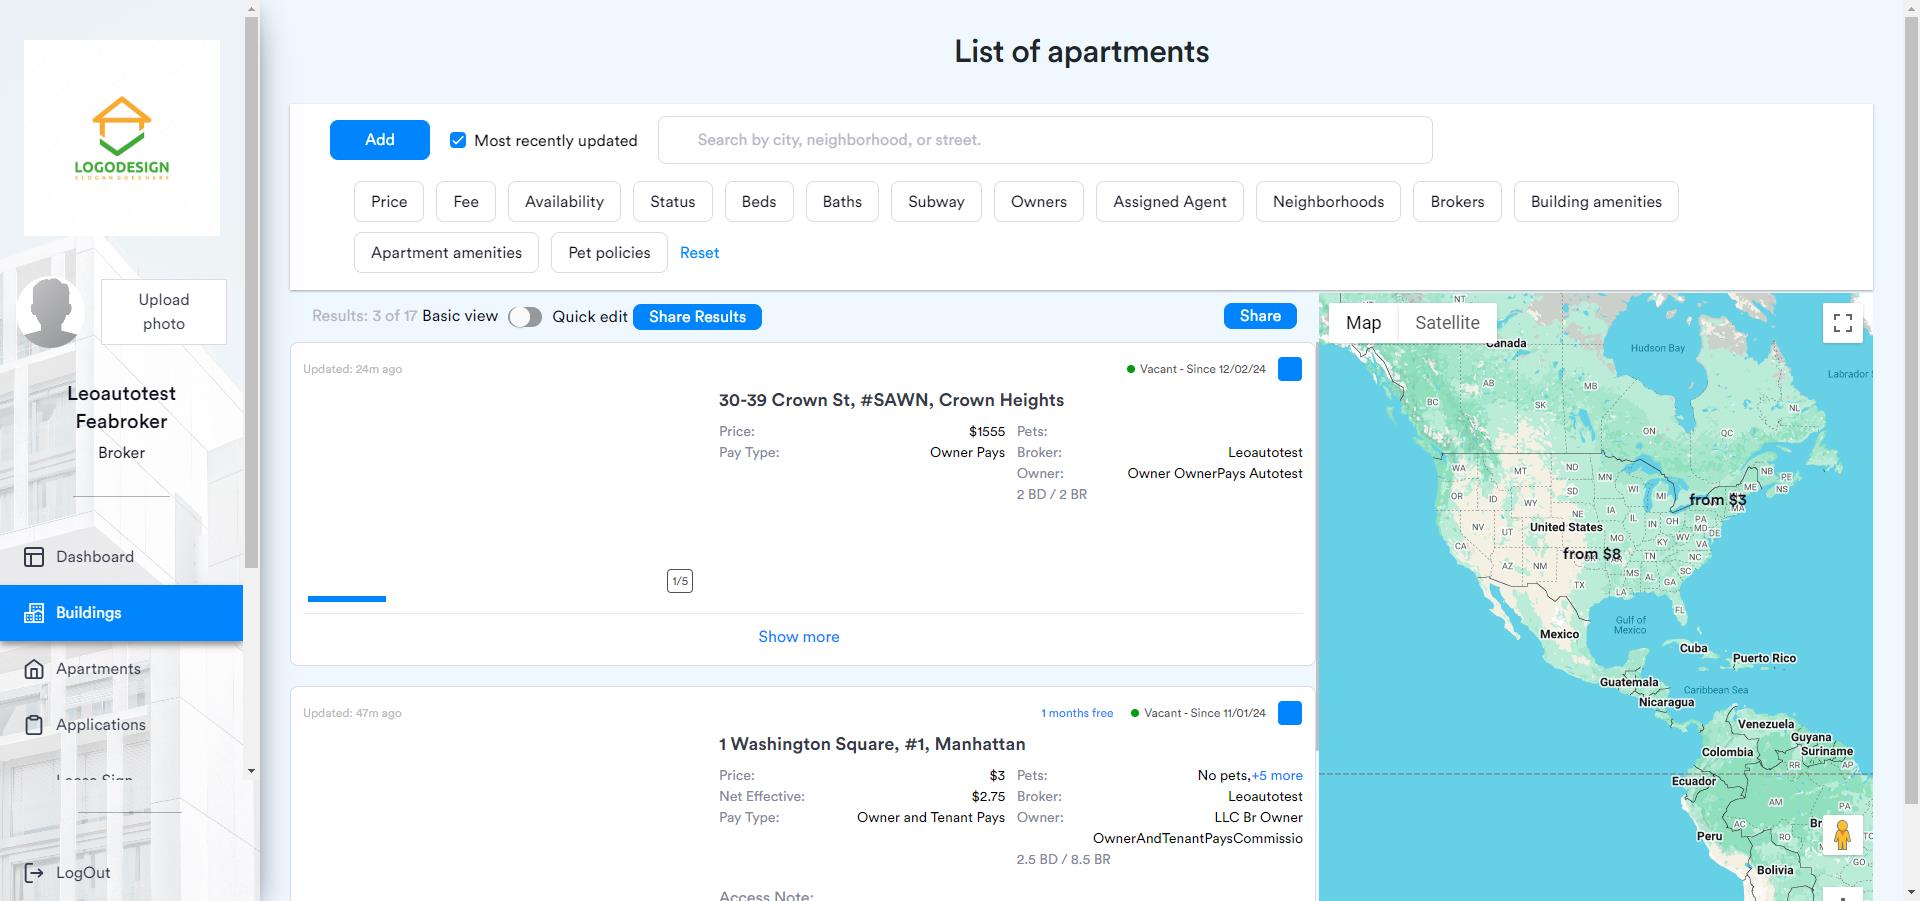 LOGODESIGN
SLOGANGOESHERE
Upload
photo
Leoautotest
Feabroker
Broker
Dashboard
Buildings
Apartments
Applications
Lease Sign
LogOut
List of apartments
Add
Most recently updated
Search by city, neighborhood, or street.
Price
Fee
Availability
Status
Beds
Baths
Subway
Owners
Assigned Agent
Neighborhoods
Brokers
Building amenities
Apartment amenities
Pet policies
Reset
Results: 3 of 17 Basic view
Quick edit
Share Results
Share
Updated: 24m ago
Vacant - Since 12/02/24
30-39 Crown St, #SAWN, Crown Heights
Price: $1555
Pay Type: Owner Pays
Pets:
Broker: Leoautotest
Owner: Owner OwnerPays Autotest
2 BD / 2 BR
1/5
Show more
Updated: 47m ago
1 months free
Vacant - Since 11/01/24
1 Washington Square, #1, Manhattan
Price: $3
Net Effective: $2.75
Pay Type: Owner and Tenant Pays
Pets: No pets,+5 more
Broker: Leoautotest
Owner: LLC Br Owner
OwnerAndTenantPaysCommissio
2.5 BD / 8.5 BR
Access Note:
Map
Satellite
NT
Canada
Hudson Bay
Labrador S
AB
MB
BC
SK
NL
ON
QC
WA
MT
ND
NB
PE
OR
ID
SD
MN
WI
MI
ME
NS
WY
from $3
MA
NE
IA
IL
IN
OH
PA
NV
UT
United States
MD
DE
CA
MO
KY
WV
VA
from $8
TN
NC
AZ
NM
MS
AL
SC
GA
TX
LA
FL
Gulf of
Mexico
Mexico
Cuba
Puerto Rico
Guatemala
Caribbean Sea
Nicaragua
Venezuela
Guyana
Colombia
Suriname
RR
AP
Ecuador
AM
PA
AC
RO
Br
TO
Peru
GO
Bolivia